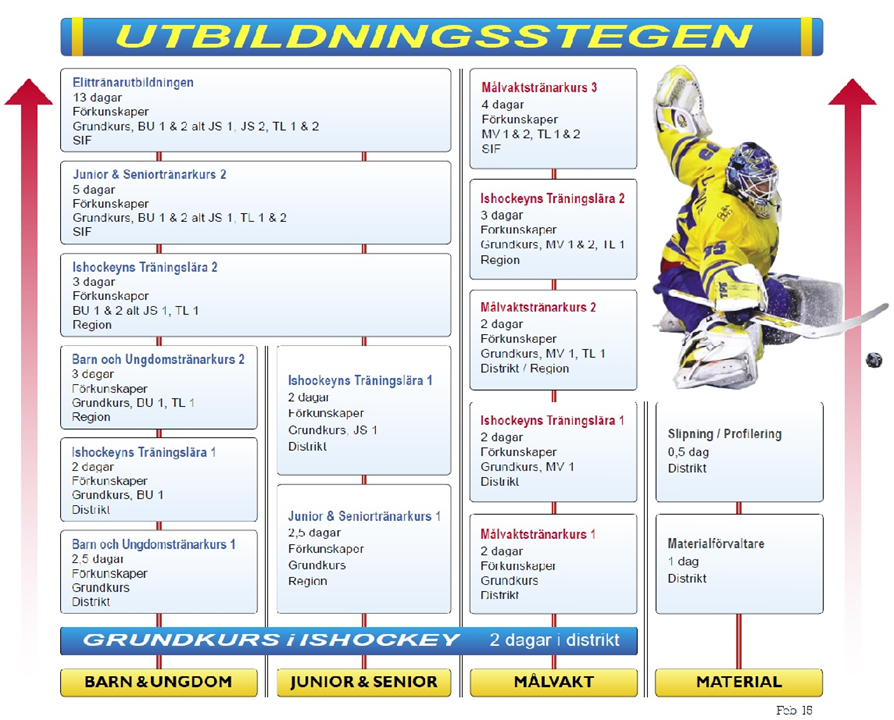 UTBILDNINGSSTEGEN
Elittränarutbildningen
13 dagar
Förkunskaper
Grundkurs, BU 1 & 2 alt JS 1, JS 2, TL 1 & 2
SIF
Junior & Seniortränarkurs 2
5 dagar
Förkunskaper
Grundkurs, BU 1 & 2 alt JS 1, TL 1 & 2
SIF
Ishockeyns Träningslära 2
3 dagar
Förkunskaper
BU 1 & 2 alt JS 1, TL 1
Region
Barn och Ungdomstränarkurs 2
3 dagar
Förkunskaper
Grundkurs, BU 1, TL 1
Region
Ishockeyns Träningslära 1
2 dagar
Förkunskaper
Grundkurs, BU 1
Distrikt
Barn och Ungdomstränarkurs 1
2,5 dagar
Förkunskaper
Grundkurs
Distrikt
Ishockeyns Träningslära 1
2 dagar
Förkunskaper
Grundkurs, JS 1
Distrikt
Junior & Seniortränarkurs 1
2,5 dagar
Förkunskaper
Grundkurs
Region
Målvaktstränarkurs 3
4 dagar
Förkunskaper
MV 1 & 2, TL 1 & 2
SIF
Ishockeyns Träningslära 2
3 dagar
Förkunskaper
Grundkurs, MV 1 & 2, TL 1
Region
Målvaktstränarkurs 2
2 dagar
Förkunskaper
Grundkurs, MV 1, TL 1
Distrikt / Region
Ishockeyns Träningslära 1
2 dagar
Förkunskaper
Grundkurs, MV 1
Distrikt
Målvaktstränarkurs 1
2 dagar
Förkunskaper
Grundkurs
Distrikt
Slipning / Profilering
0,5 dag
Distrikt
Materialförvaltare
1 dag
Distrikt
GRUNDKURS i ISHOCKEY 2 dagar i distrikt
BARN & UNGDOM
JUNIOR & SENIOR
MÅLVAKT
MATERIAL
Feb 15